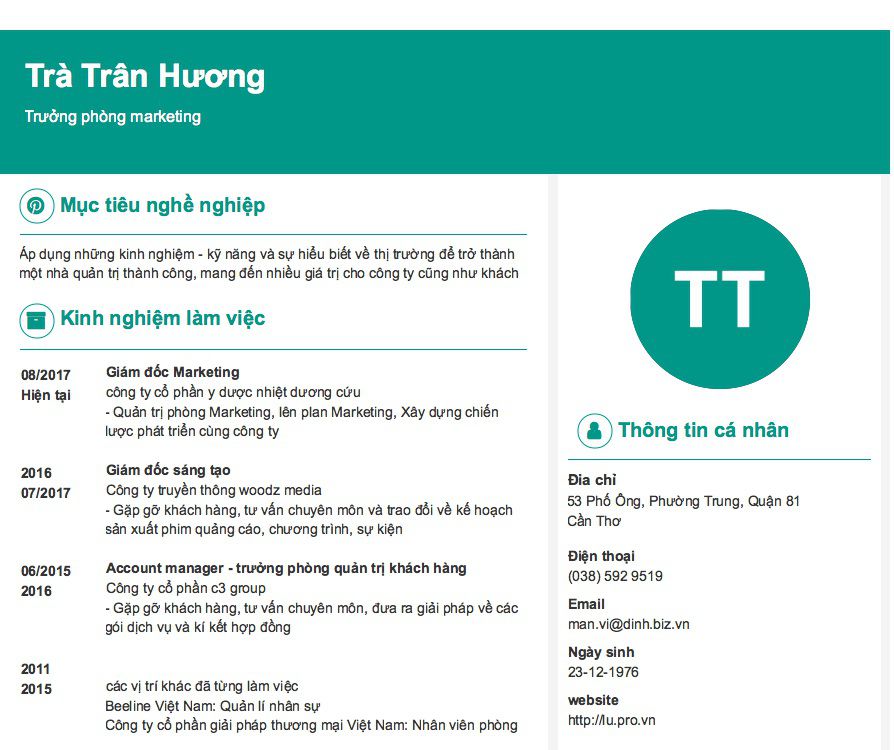 Trà Trân Hương
Trưởng phòng marketing
Mục tiêu nghề nghiệp
Áp dụng những kinh nghiệm - kỹ năng và sự hiểu biết về thị trường để trở thành
một nhà quản trị thành công, mang đến nhiều giá trị cho công ty cũng như khách
Kinh nghiệm làm việc
08/2017
Hiện tại
Giám đốc Marketing
công ty cổ phần y dược nhiệt dương cứu
- Quản trị phòng Marketing, lên plan Marketing, Xây dựng chiến
lược phát triển cùng công ty
2016
07/2017
Giám đốc sáng tạo
Công ty truyền thông woodz media
- Gặp gỡ khách hàng, tư vấn chuyên môn và trao đổi về kế hoạch
sản xuất phim quảng cáo, chương trình, sự kiện
06/2015
2016
Account manager - trưởng phòng quản trị khách hàng
Công ty cổ phần c3 group
- Gặp gỡ khách hàng, tư vấn chuyên môn, đưa ra giải pháp về các
gói dịch vụ và kí kết hợp đồng
2011
2015
các vị trí khác đã từng làm việc
Beeline Việt Nam: Quản lí nhân sự
Công ty cổ phần giải pháp thương mại Việt Nam: Nhân viên phòng
TT
Thông tin cá nhân
Địa chỉ
53 Phố Ông, Phường Trung, Quận 81
Cần Thơ
Điện thoại
(038) 592 9519
Email
man.vi@dinh.biz.vn
Ngày sinh
23-12-1976
website
http://lu.pro.vn